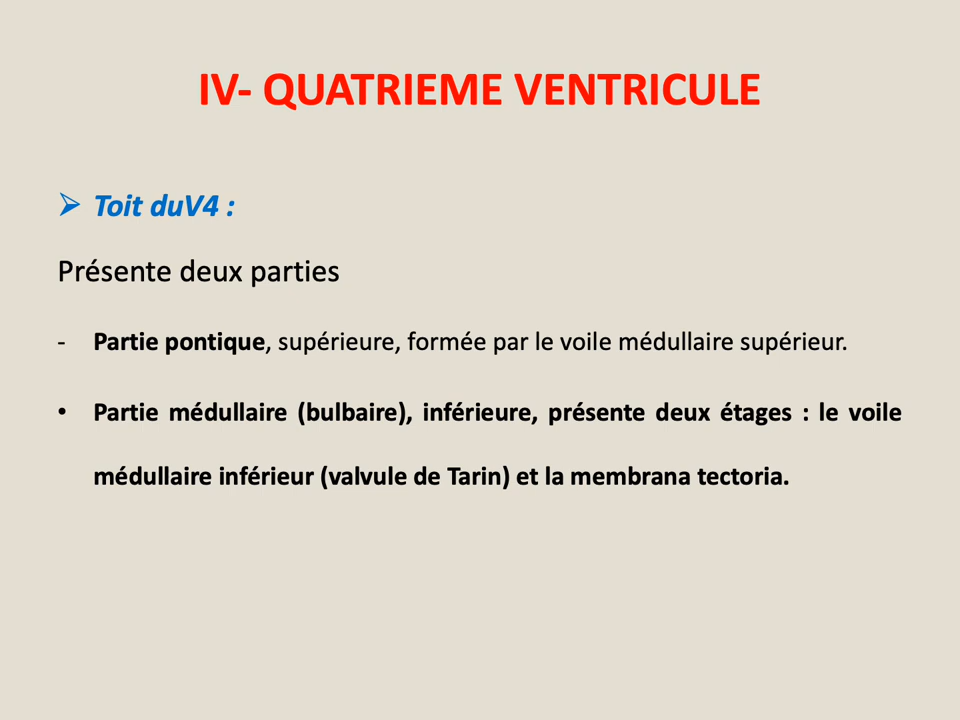 IV- QUATRIEME VENTRICULE
➢ Toit duV4 :
Présente deux parties
- Partie pontique, supérieure, formée par le voile médullaire supérieur.
• Partie médullaire (bulbaire), inférieure, présente deux étages : le voile
médullaire inférieur (valvule de Tarin) et la membrana tectoria.